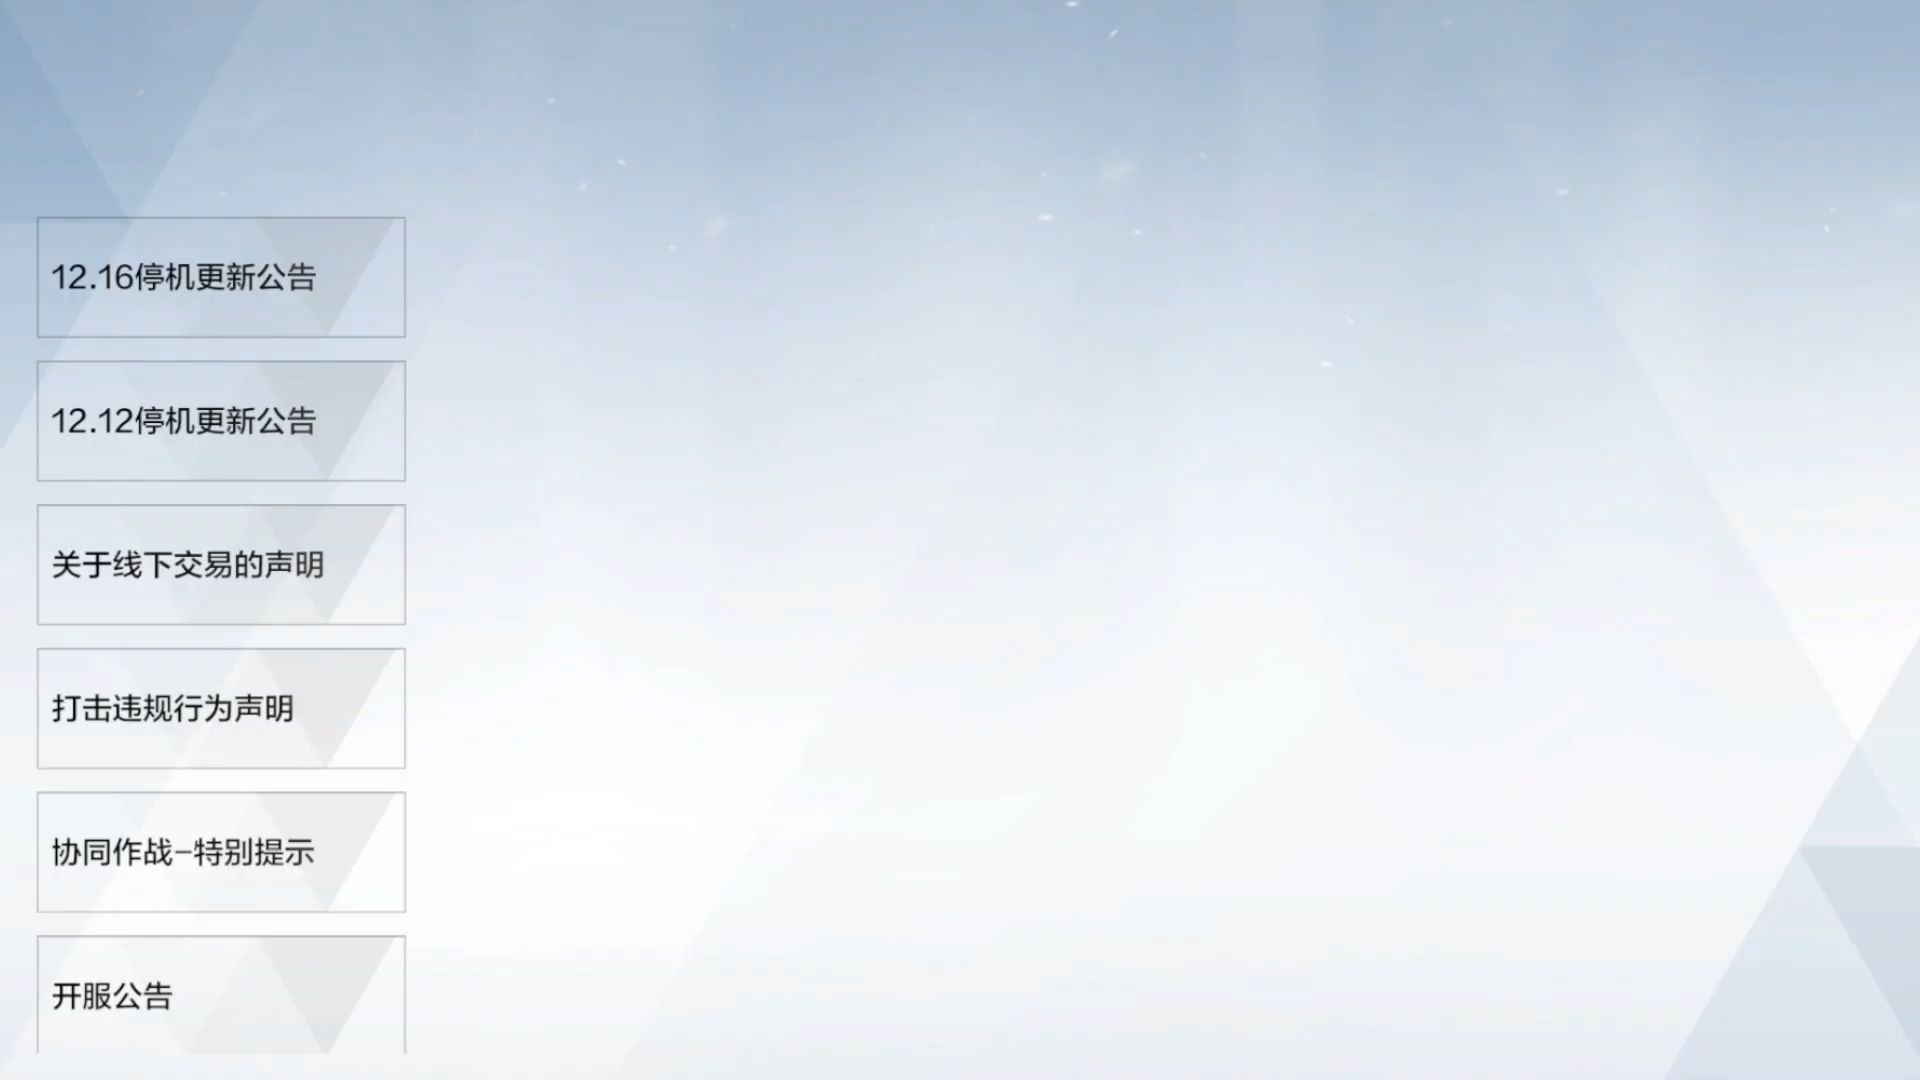 12.16停机更新公告
12.12停机更新公告
关于线下交易的声明
打击违规行为声明
协同作战-特别提示
开服公告